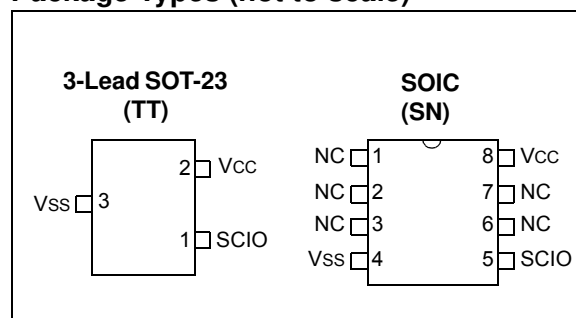 Package Types (not to scale)
3-Lead SOT-23
(TT)
2 VCC
VSS 3
1 SCIO
SOIC
(SN)
NC 1 8 VCC
NC 2 7 NC
NC 3 6 NC
VSS 4 5 SCIO